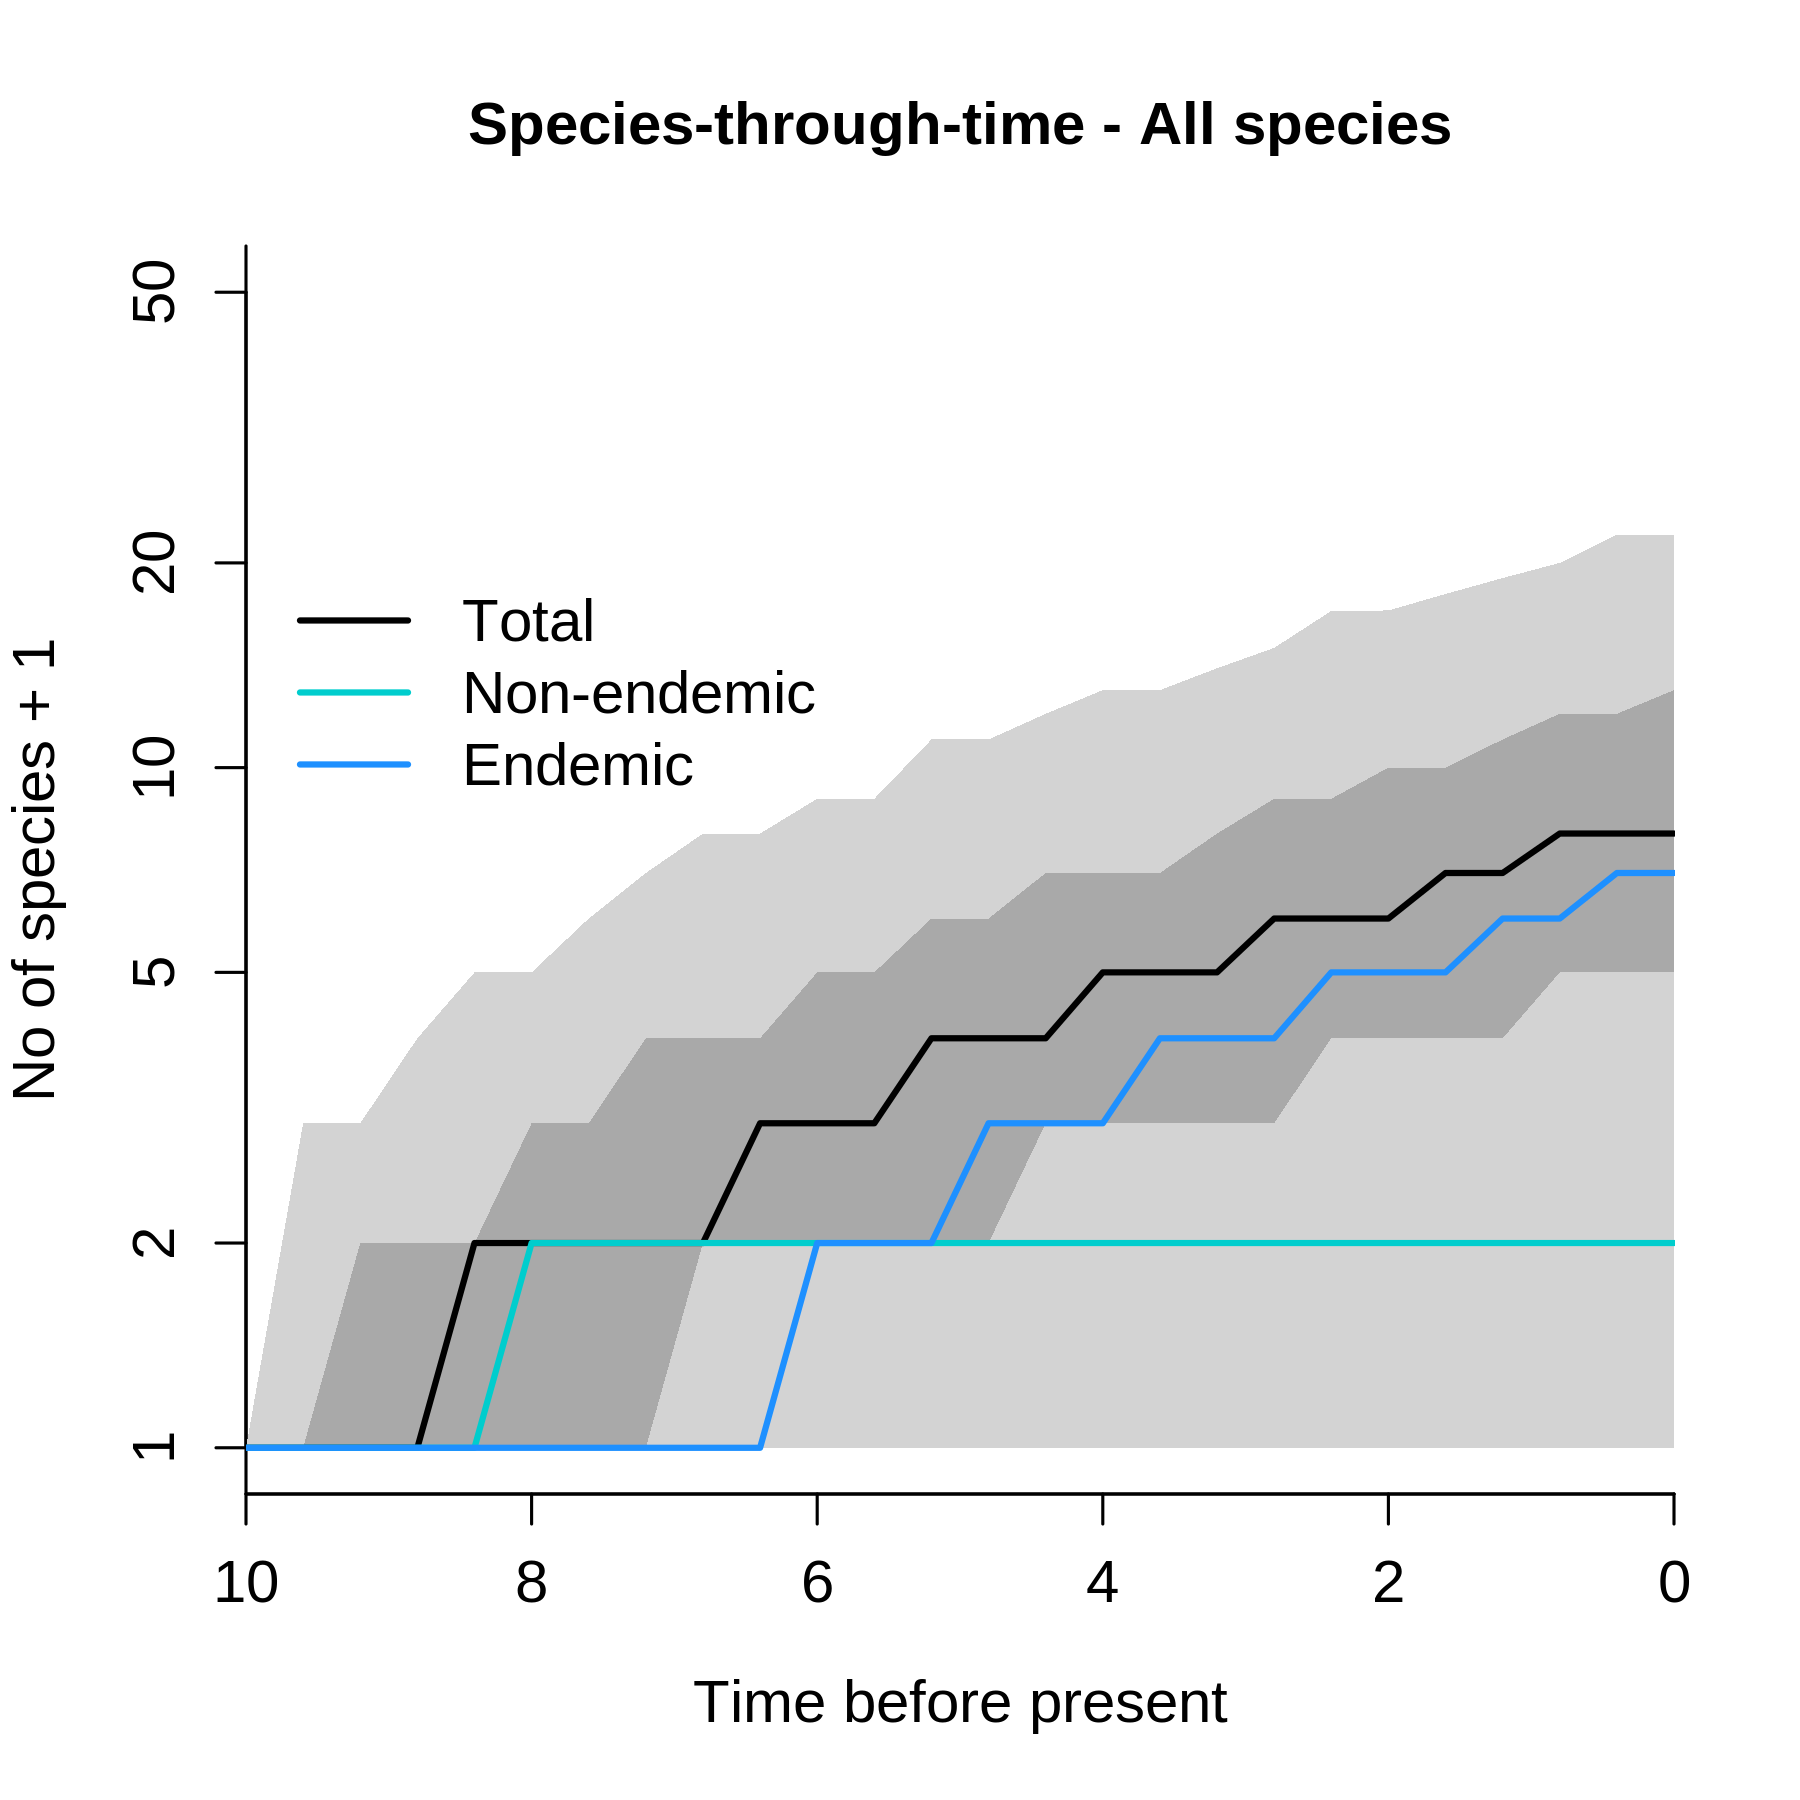 Species-through-time - All species
50
20
10
5
2
1
No of species + 1
Total
Non-endemic
Endemic
10 8 6 4 2 0
Time before present